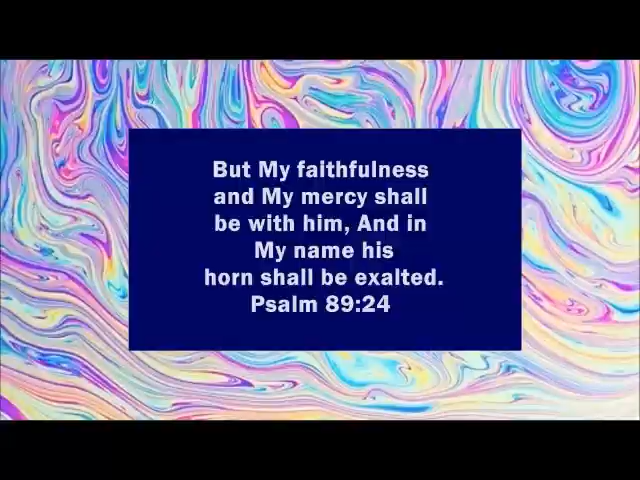 But My faithfulness
and My mercy shall
be with him, And in
My name his
horn shall be exalted.
Psalm 89:24